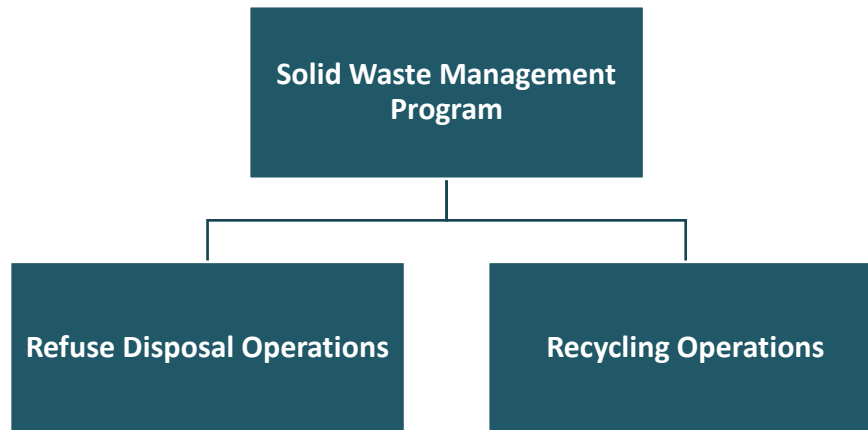 Solid Waste Management
Program
Refuse Disposal Operations
Recycling Operations